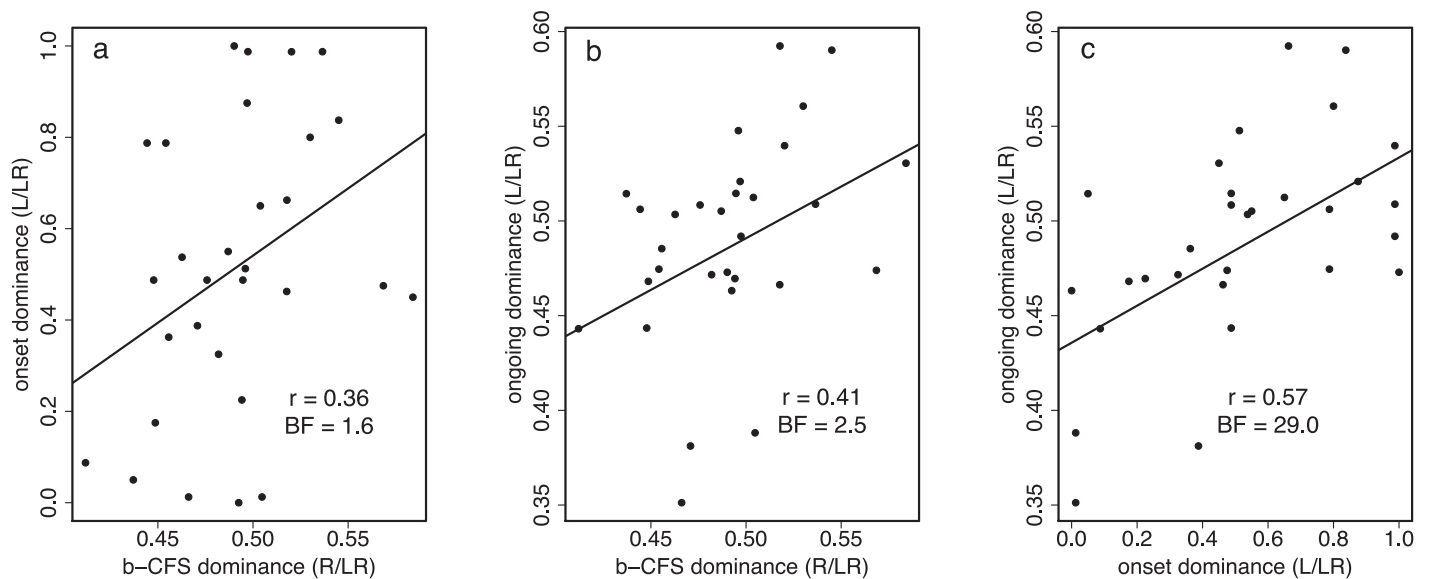 a
1.0
0.8
0.6
0.4
0.2
0.0
onset dominance (L/LR)
r = 0.36
BF = 1.6
0.45 0.50 0.55
b−CFS dominance (R/LR)
b
0.60
0.55
0.50
0.45
0.40
0.35
ongoing dominance (L/LR)
r = 0.41
BF = 2.5
0.45 0.50 0.55
b−CFS dominance (R/LR)
c
0.60
0.55
0.50
0.45
0.40
0.35
ongoing dominance (L/LR)
r = 0.57
BF = 29.0
0.0 0.2 0.4 0.6 0.8 1.0
onset dominance (L/LR)